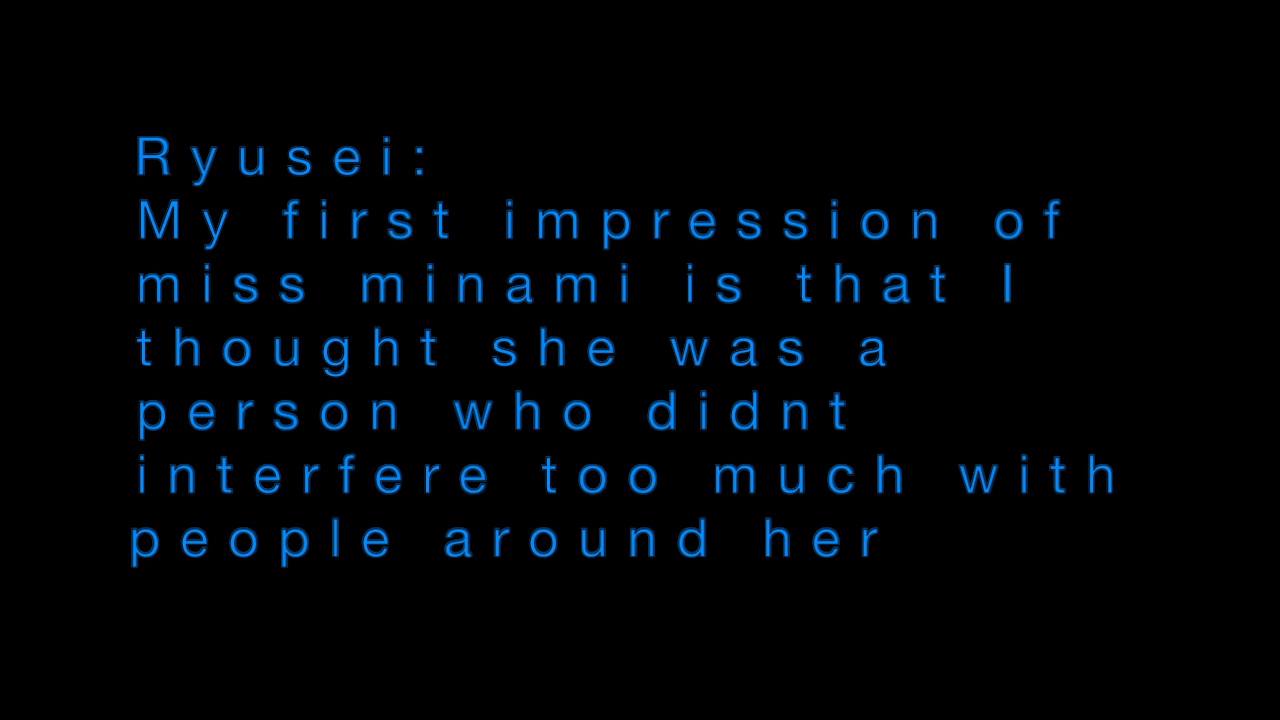 Ryusei:
My first impression of
miss minami is that I
thought she was a
person who didnt
interfere too much with
people around her